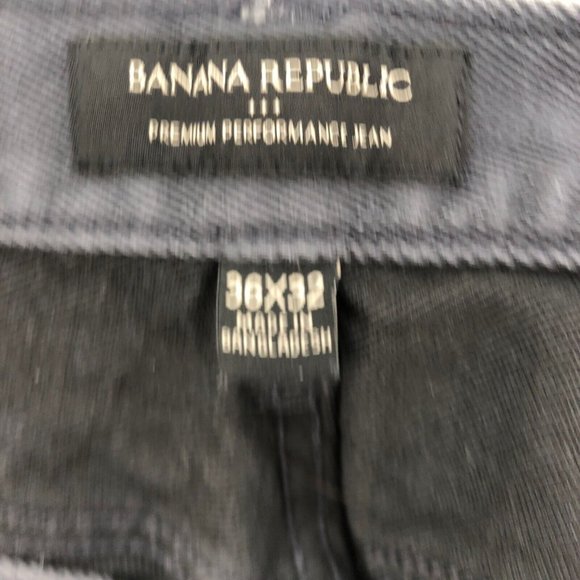 BANANA REPUBLIC
PREMIUM PERFORMANCE JEAN
36X32
MADE IN
BANGLADESH